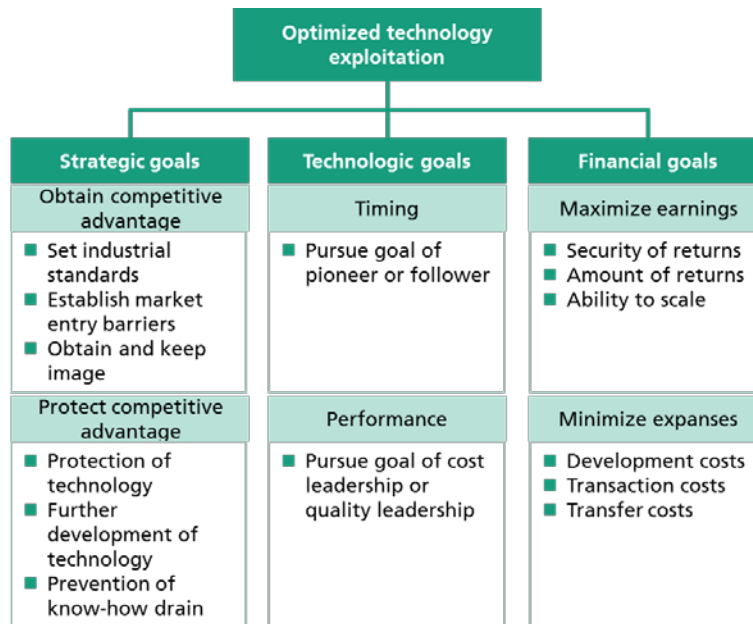 Optimized technology
exploitation
Strategic goals
Obtain competitive
advantage
Set industrial
standards
Establish market
entry barriers
Obtain and keep
image
Protect competitive
advantage
Protection of
technology
Further
development of
technology
Prevention of
know-how drain
Technologic goals
Timing
Pursue goal of
pioneer or follower
Performance
Pursue goal of cost
leadership or
quality leadership
Financial goals
Maximize earnings
Security of returns
Amount of returns
Ability to scale
Minimize expanses
Development costs
Transaction costs
Transfer costs